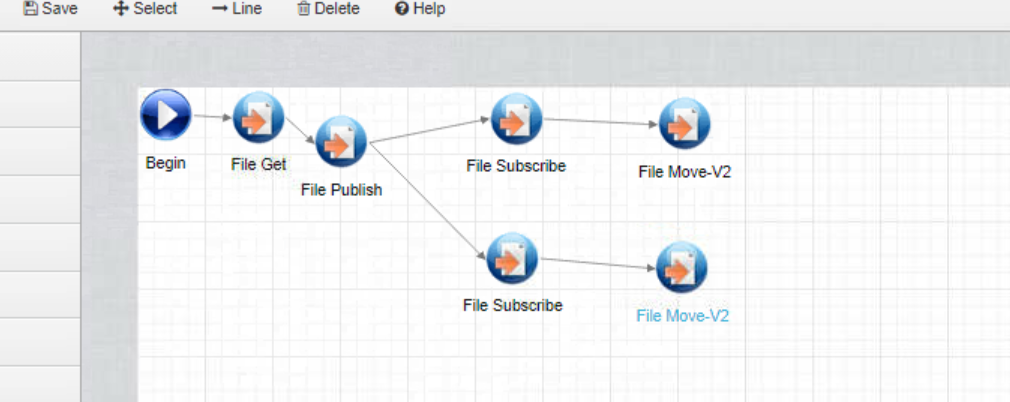 Save Select Line Delete Help
Begin
File Get
File Publish
File Subscribe
File Move-V2
File Subscribe
File Move-V2